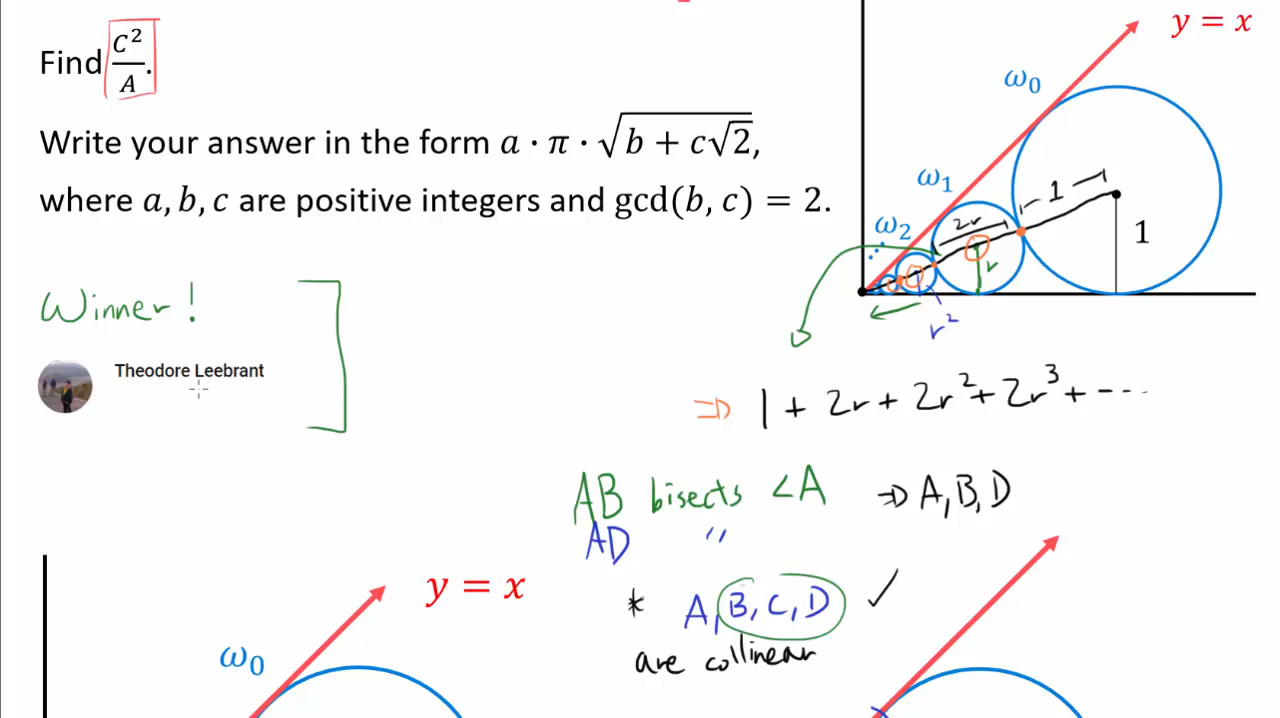 Find C²/A.
Write your answer in the form a · π · √(b + c√2),
where a, b, c are positive integers and gcd(b, c) = 2.
Winner!
Theodore Leebrant
y = x
ω₀
ω₁
ω₂
1
2r
1
r
r²
⇒ 1 + 2r + 2r² + 2r³ + ---
AB bisects ∠A ⇒ A, B, D
AD "
* A, B, C, D ✓
are collinear
y = x
ω₀